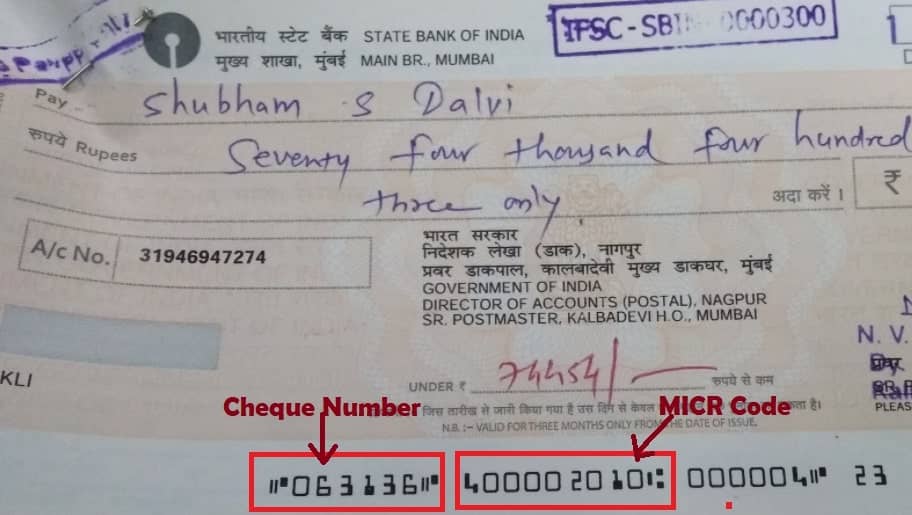 भारतीय स्टेट बैंक STATE BANK OF INDIA
मुख्य शाखा, मुंबई MAIN BR., MUMBAI
IFSC-SBIN 0000300
Pay Shubham S Dalvi
रुपये Rupees Seventy four thousand four hundred
three only
अदा करें। ₹
A/c No. 31946947274
भारत सरकार
निदेशक लेखा (डाक), नागपुर
प्रवर डाकपाल, कालबादेवी मुख्य डाकघर, मुंबई
GOVERNMENT OF INDIA
DIRECTOR OF ACCOUNTS (POSTAL), NAGPUR
SR. POSTMASTER, KALBADEVI H.O., MUMBAI
N. V.
KLI
UNDER ₹ 74454/- रुपये से कम
PLEAS
Cheque Number
MICR Code
जिस तारीख से जारी किया गया है उस दिन से केवल
कता है।
N.B. :– VALID FOR THREE MONTHS ONLY FROM THE DATE OF ISSUE.
⑈063136⑈ 400002010⑆ 000004⑈ 23